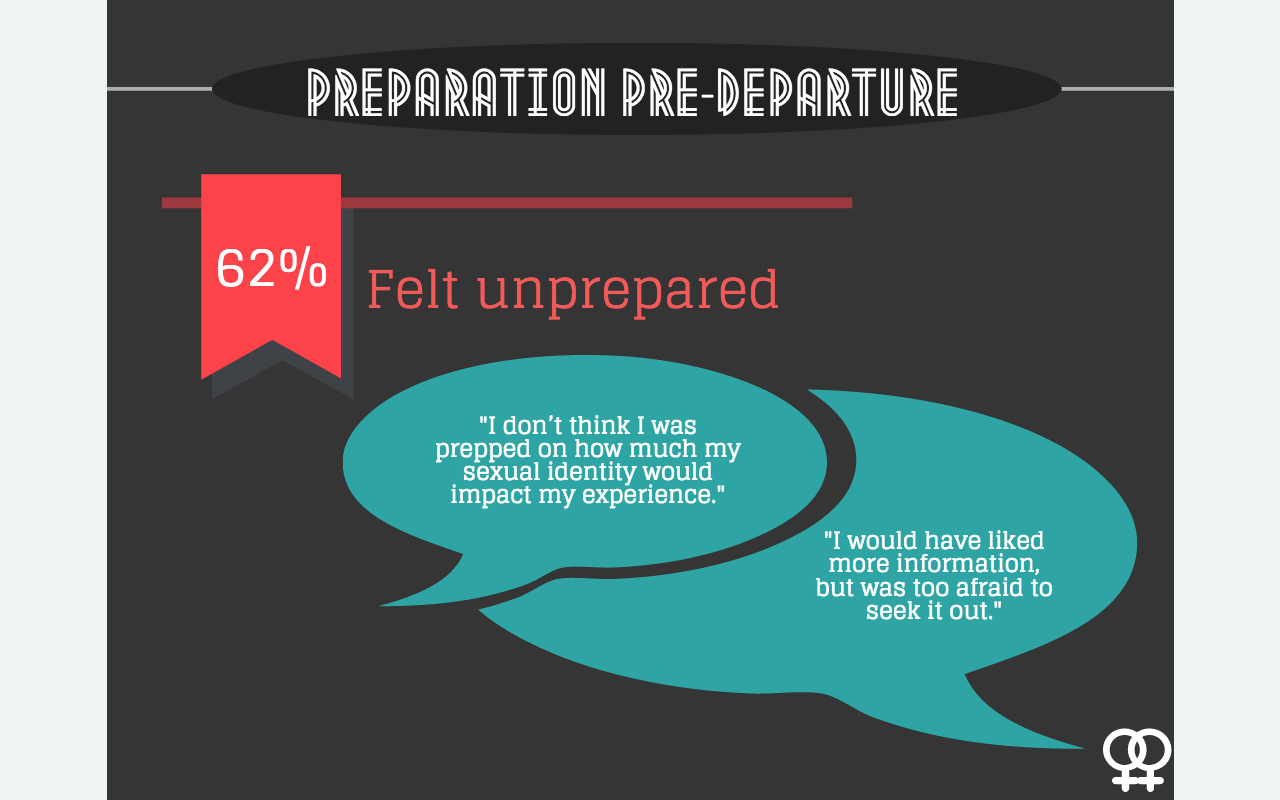 PREPARATION PRE-DEPARTURE
62%
Felt unprepared
"I don’t think I was
prepped on how much my
sexual identity would
impact my experience."
"I would have liked
more information,
but was too afraid to
seek it out."